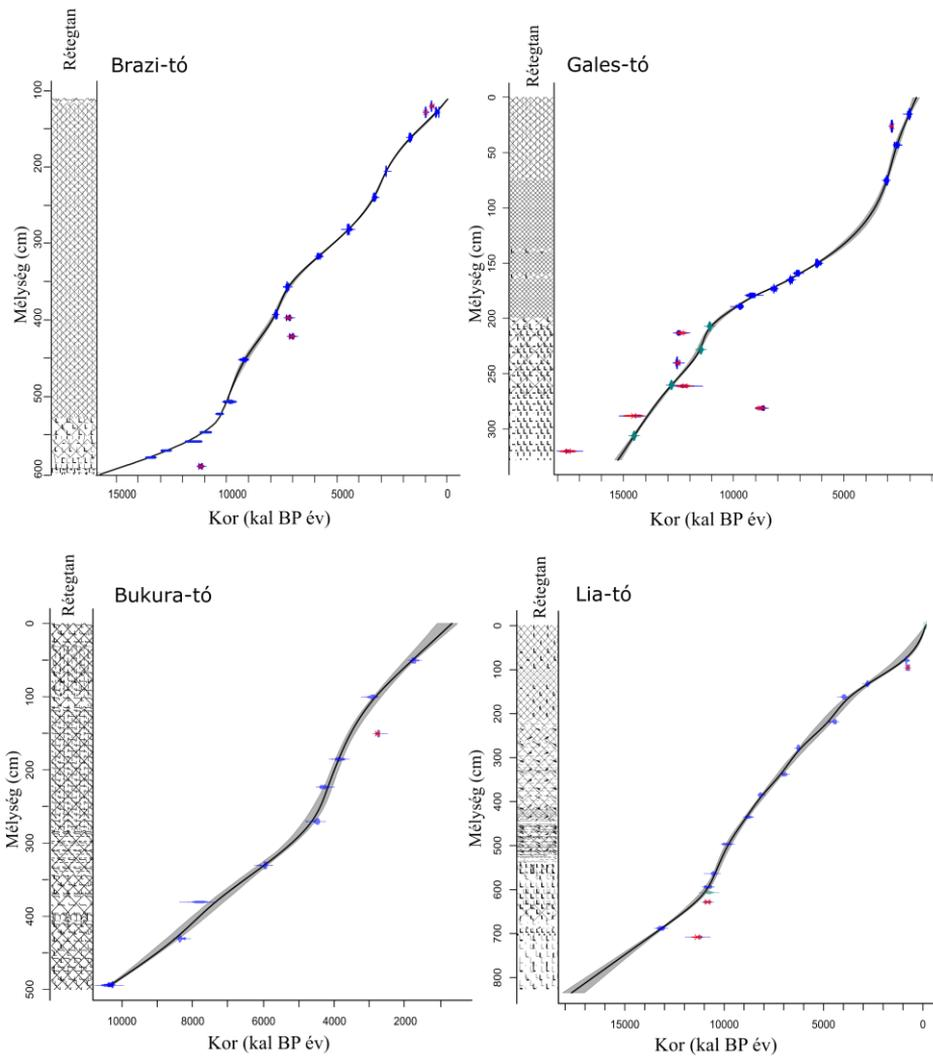 Brazi-tó
Rétegtan
Mélység (cm)
100
200
300
400
500
600
15000
10000
5000
0
Kor (kal BP év)
Gales-tó
Rétegtan
Mélység (cm)
0
50
100
150
200
250
300
15000
10000
5000
Kor (kal BP év)
Bukura-tó
Rétegtan
Mélység (cm)
0
100
200
300
400
500
10000
8000
6000
4000
2000
Kor (kal BP év)
Lia-tó
Rétegtan
Mélység (cm)
0
100
200
300
400
500
600
700
800
15000
10000
5000
0
Kor (kal BP év)